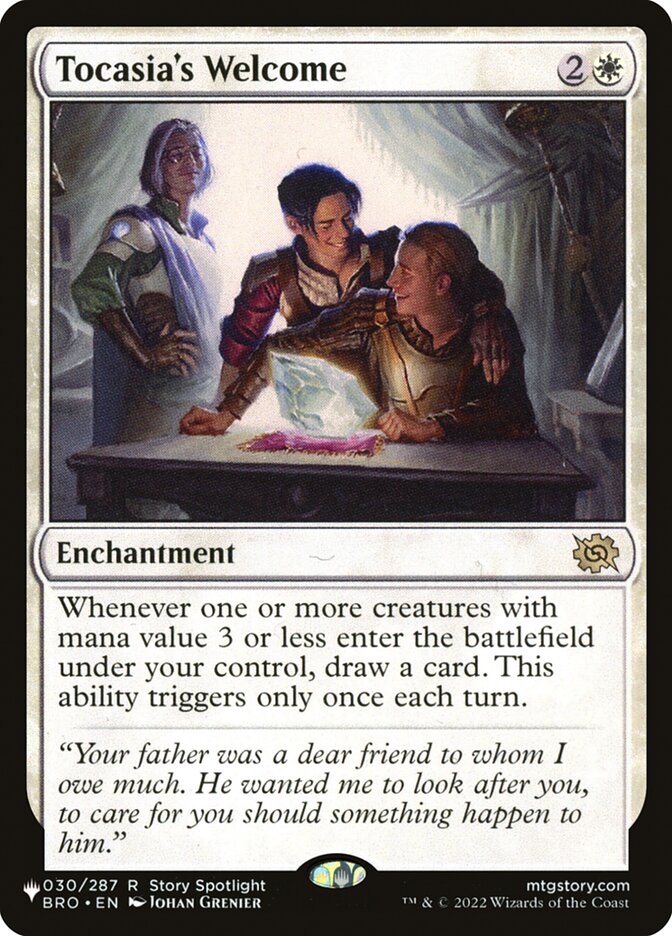 Tocasia's Welcome 2
Enchantment
Whenever one or more creatures with
mana value 3 or less enter the battlefield
under your control, draw a card. This
ability triggers only once each turn.
“Your father was a dear friend to whom I
owe much. He wanted me to look after you,
to care for you should something happen to
him.”
030/287 R Story Spotlight mtgstory.com
BRO • EN Johan Grenier ™ & © 2022 Wizards of the Coast